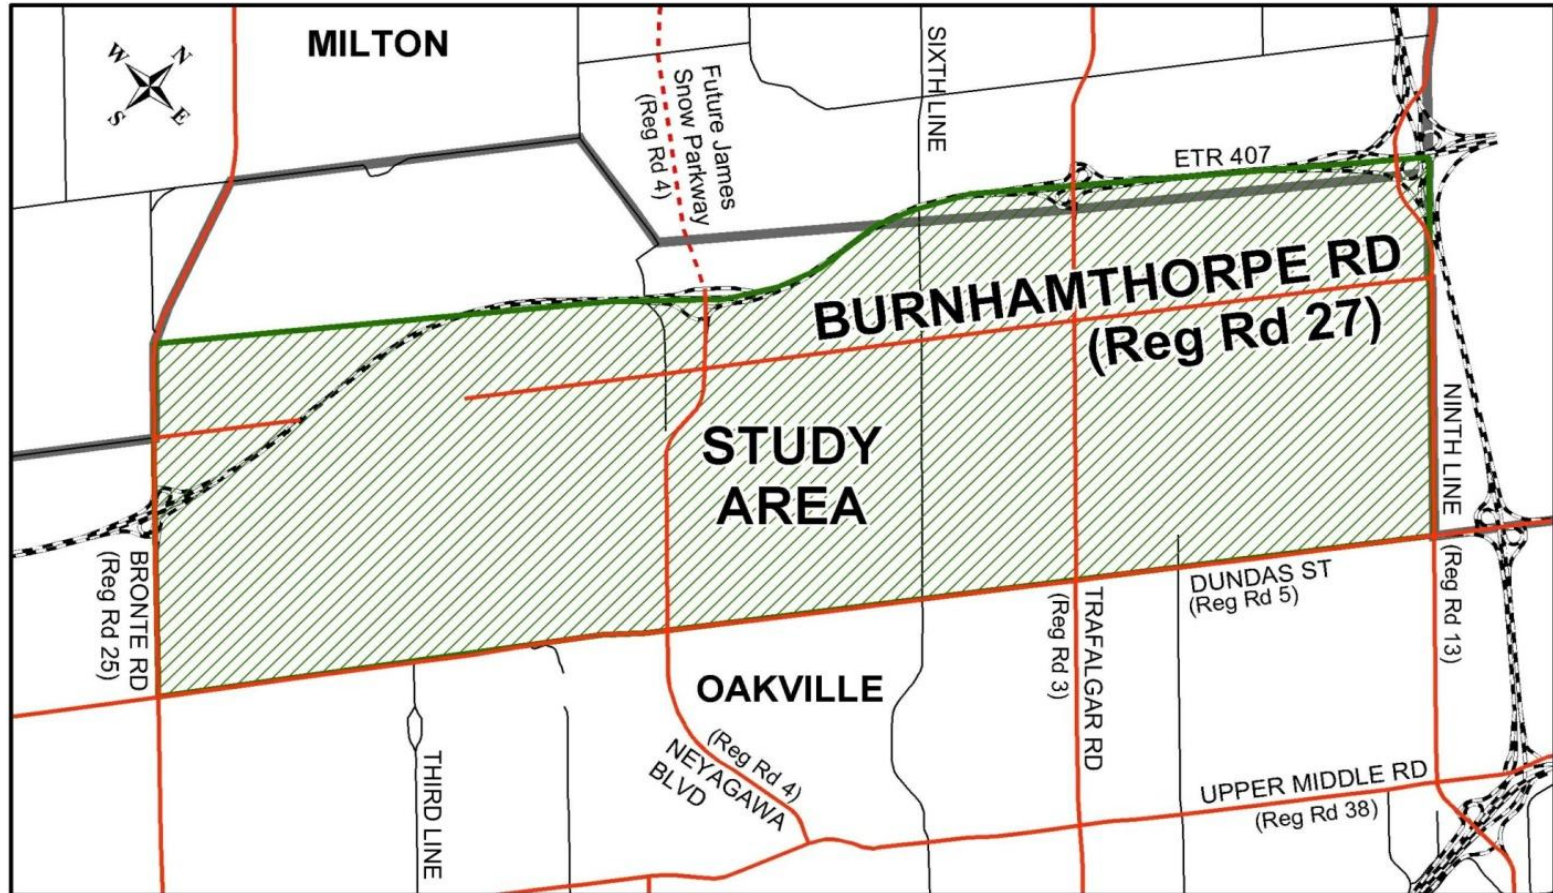 MILTON
W
N
S
E
Future James
Snow Parkway
(Reg Rd 4)
SIXTH LINE
ETR 407
BURNHAMTHORPE RD
(Reg Rd 27)
STUDY
AREA
NINTH LINE
(Reg Rd 13)
BRONTE RD
(Reg Rd 25)
DUNDAS ST
(Reg Rd 5)
TRAFALGAR RD
(Reg Rd 3)
OAKVILLE
(Reg Rd 4)
NEYAGAWA
BLVD
THIRD LINE
UPPER MIDDLE RD
(Reg Rd 38)